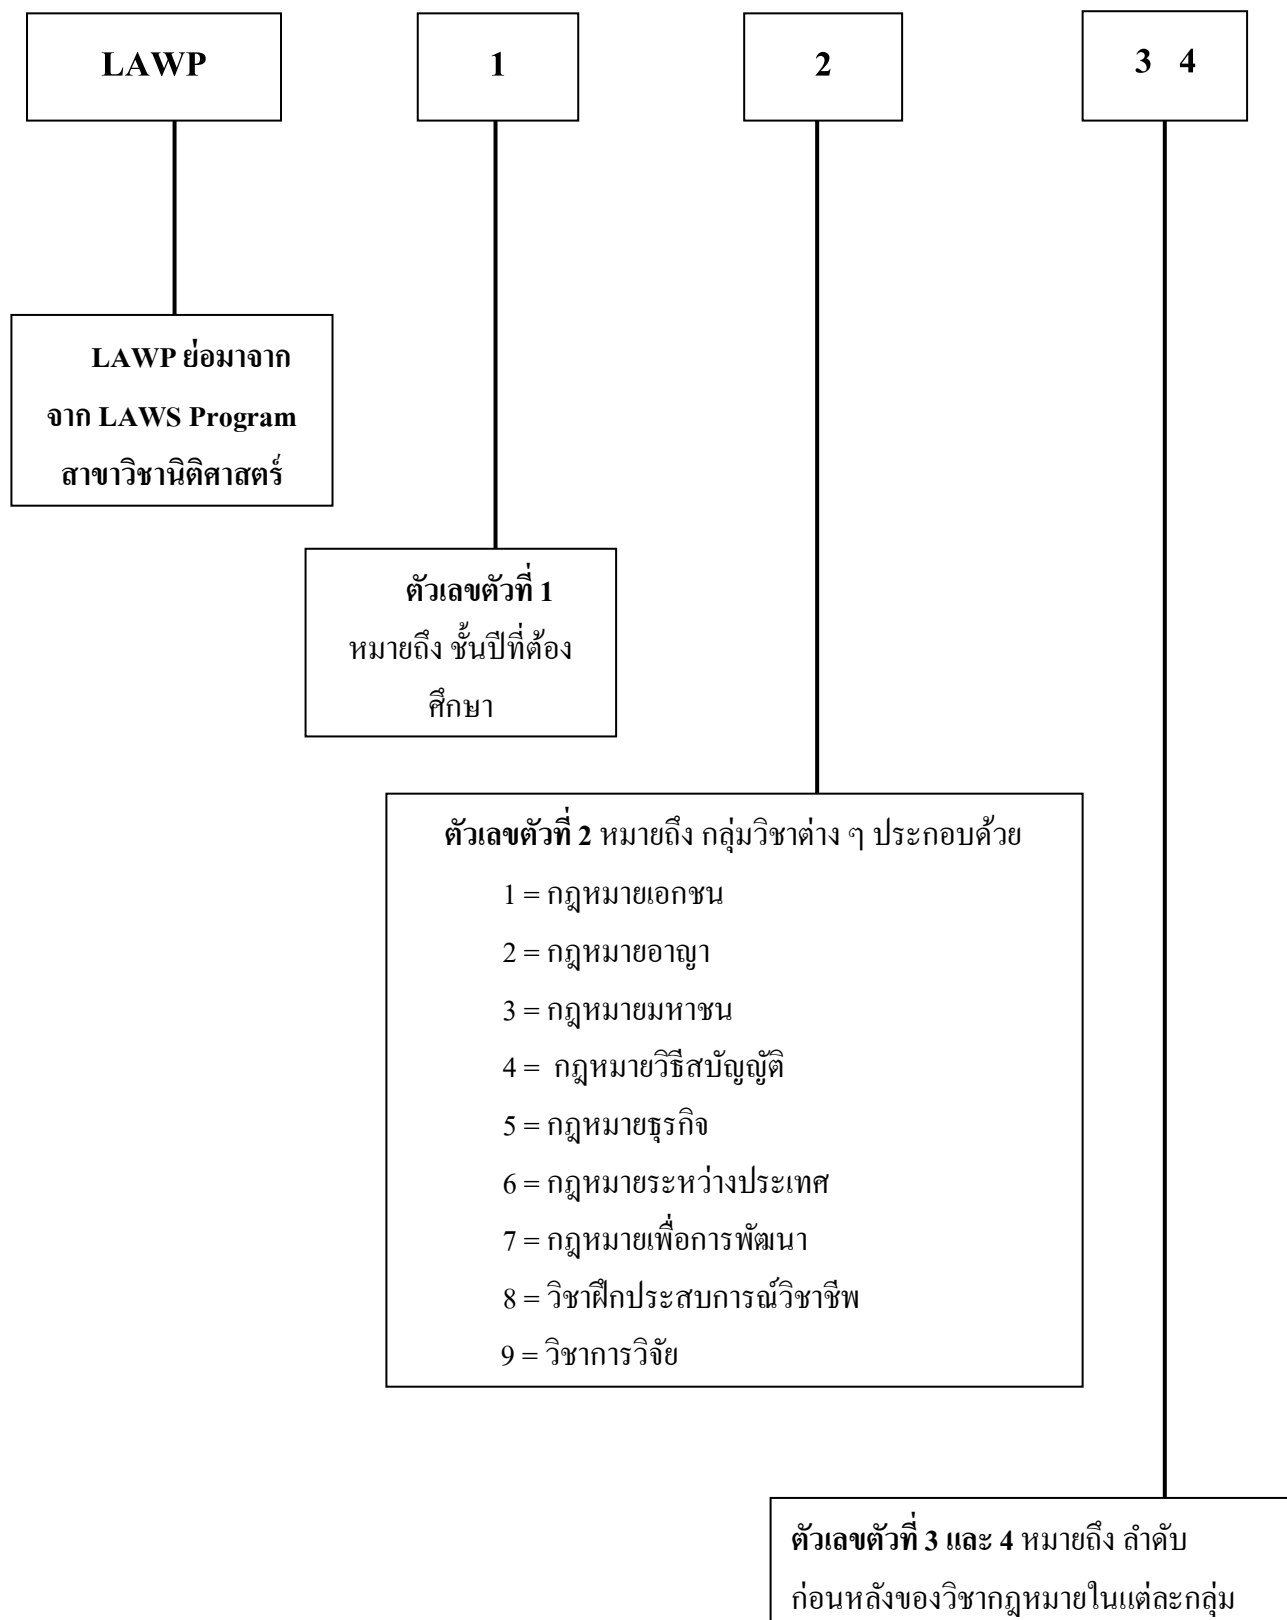 LAWP
1
2
3 4
LAWP ย่อมาจาก
จาก LAWS Program
สาขาวิชานิติศาสตร์
ตัวเลขตัวที่ 1
หมายถึง ชั้นปีที่ต้อง
ศึกษา
ตัวเลขตัวที่ 2 หมายถึง กลุ่มวิชาต่าง ๆ ประกอบด้วย
1 = กฎหมายเอกชน
2 = กฎหมายอาญา
3 = กฎหมายมหาชน
4 = กฎหมายวิธีสบัญญัติ
5 = กฎหมายธุรกิจ
6 = กฎหมายระหว่างประเทศ
7 = กฎหมายเพื่อการพัฒนา
8 = วิชาฝึกประสบการณ์วิชาชีพ
9 = วิชาการวิจัย
ตัวเลขตัวที่ 3 และ 4 หมายถึง ลำดับ
ก่อนหลังของวิชากฎหมายในแต่ละกลุ่ม